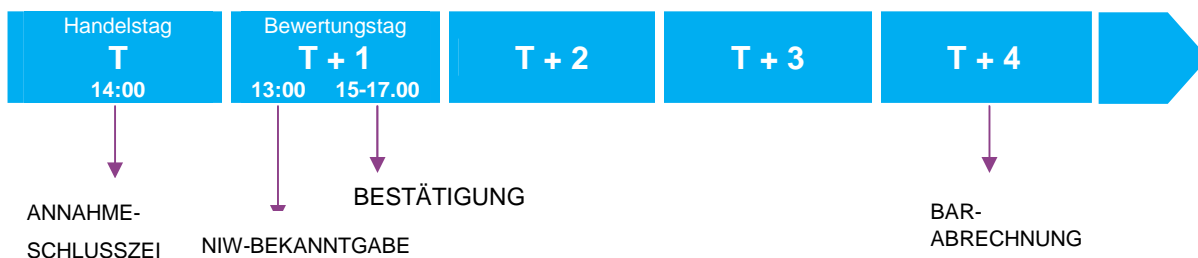 Handelstag
T
14:00
Bewertungstag
T + 1
13:00 15-17.00
T + 2
T + 3
T + 4
ANNAHME-
SCHLUSSZEI
NIW-BEKANNTGABE
BESTÄTIGUNG
BAR-
ABRECHNUNG